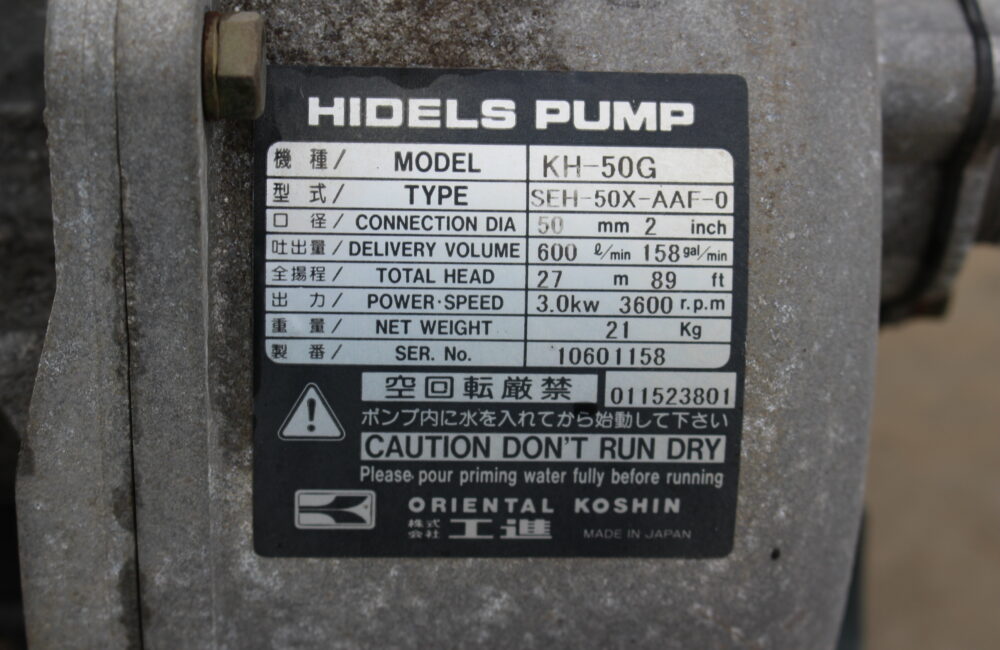 HIDELS PUMP
機種/ MODEL KH-50G
型式/ TYPE SEH-50X-AAF-0
口径/ CONNECTION DIA 50 mm 2 inch
吐出量/ DELIVERY VOLUME 600 ℓ/min 158 gal/min
全揚程/ TOTAL HEAD 27 m 89 ft
出力/ POWER・SPEED 3.0kw 3600 r.p.m
重量/ NET WEIGHT 21 Kg
製番/ SER. No. 10601158
空回転厳禁 011523801
ポンプ内に水を入れてから始動して下さい
CAUTION DON'T RUN DRY
Please pour priming water fully before running
ORIENTAL KOSHIN
株式会社 工進 MADE IN JAPAN